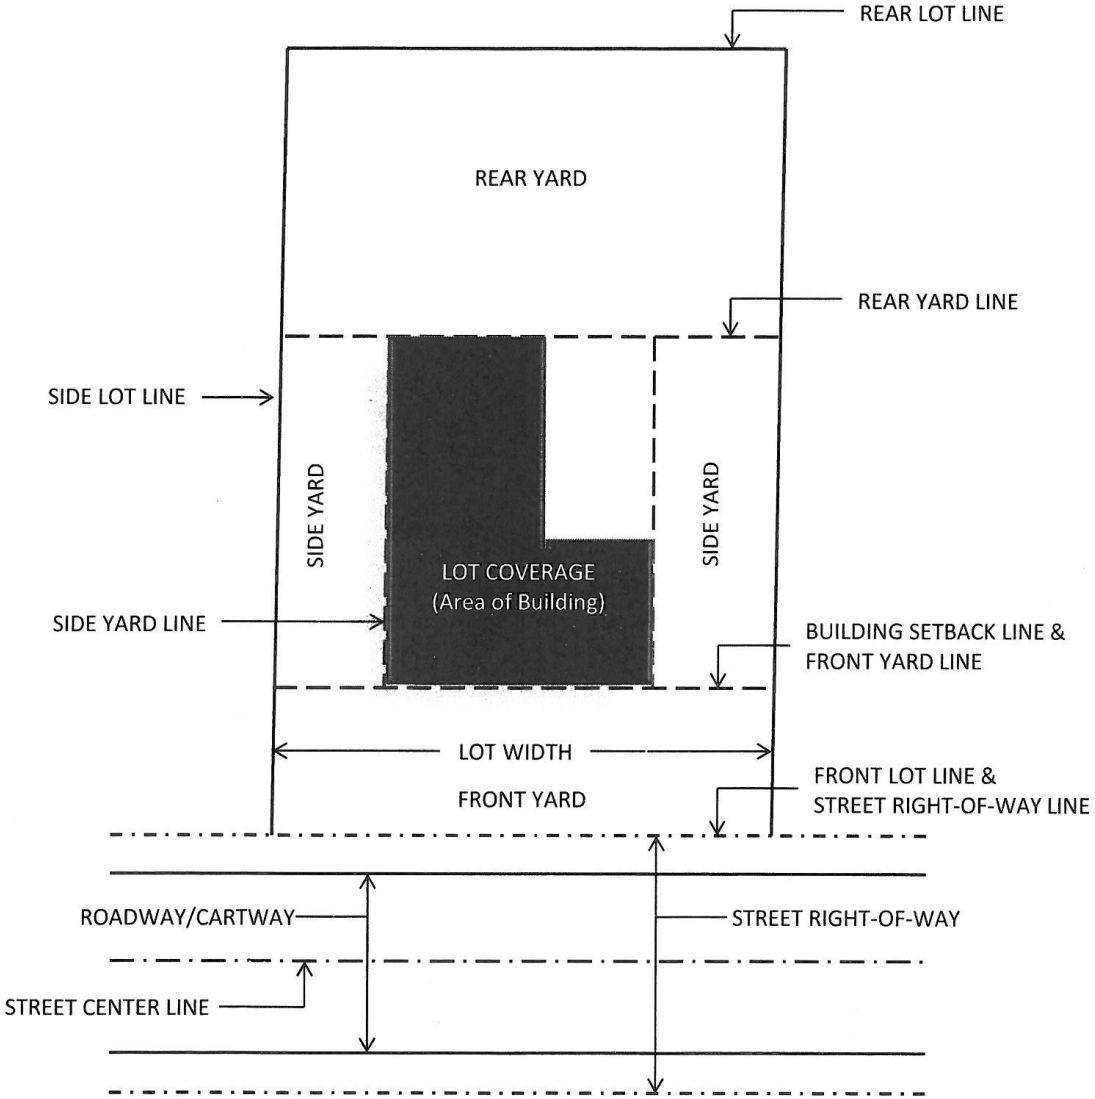 REAR LOT LINE
REAR YARD
REAR YARD LINE
SIDE LOT LINE
SIDE YARD
SIDE YARD
LOT COVERAGE
(Area of Building)
SIDE YARD LINE
BUILDING SETBACK LINE &
FRONT YARD LINE
LOT WIDTH
FRONT LOT LINE &
STREET RIGHT-OF-WAY LINE
FRONT YARD
ROADWAY/CARTWAY
STREET RIGHT-OF-WAY
STREET CENTER LINE